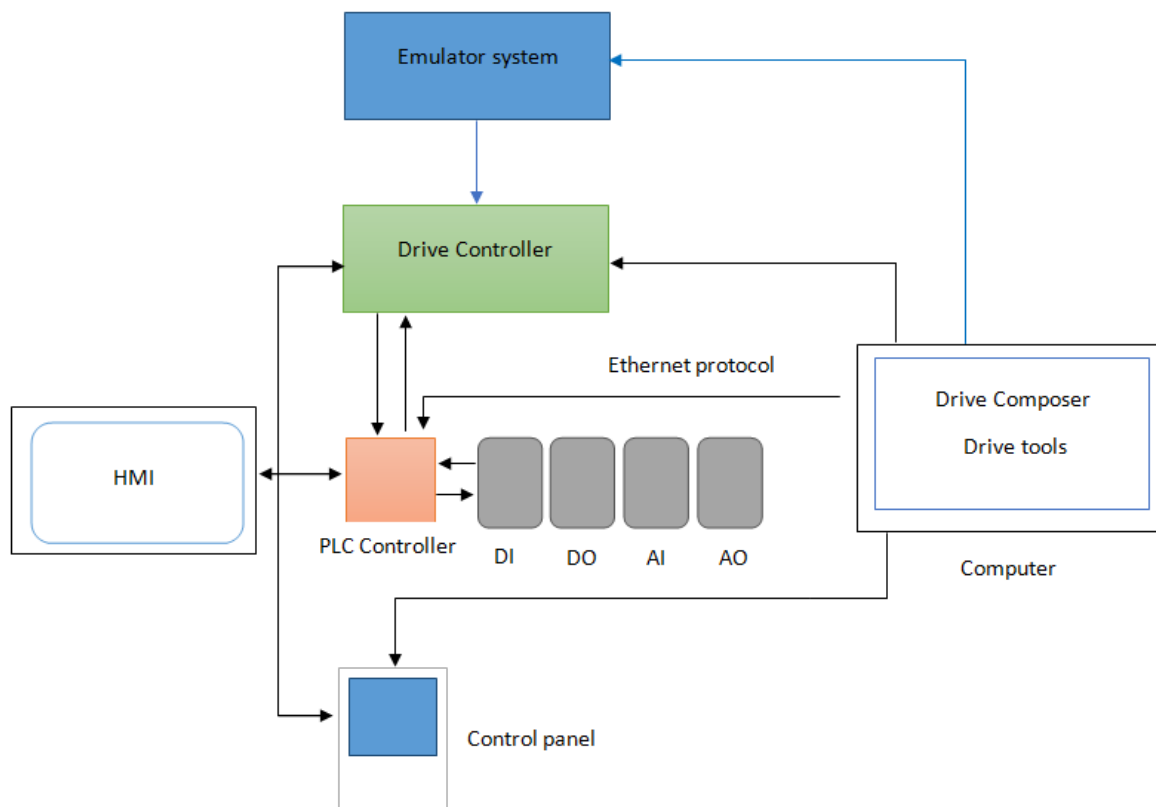 Emulator system
Drive Controller
Ethernet protocol
Drive Composer
Drive tools
HMI
PLC Controller
DI
DO
AI
AO
Computer
Control panel